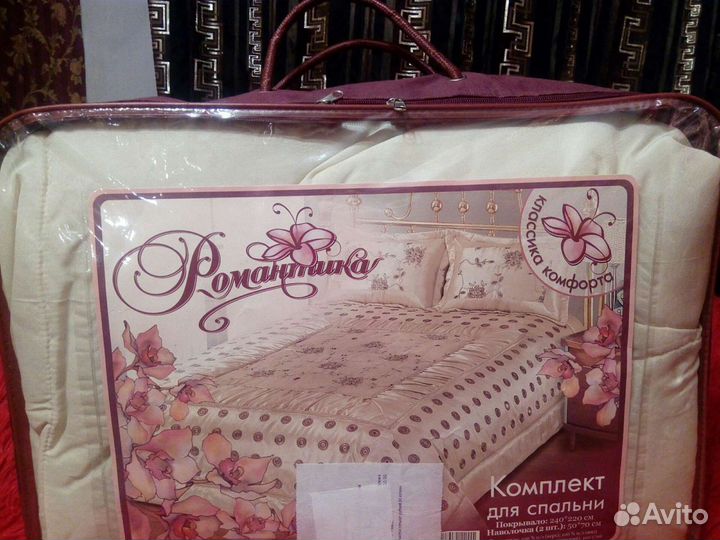 Романтика
классика комфорта
Комплект
для спальни
Покрывало: 240*220 см
Наволочка (2 шт.): 50*70 см
Avito